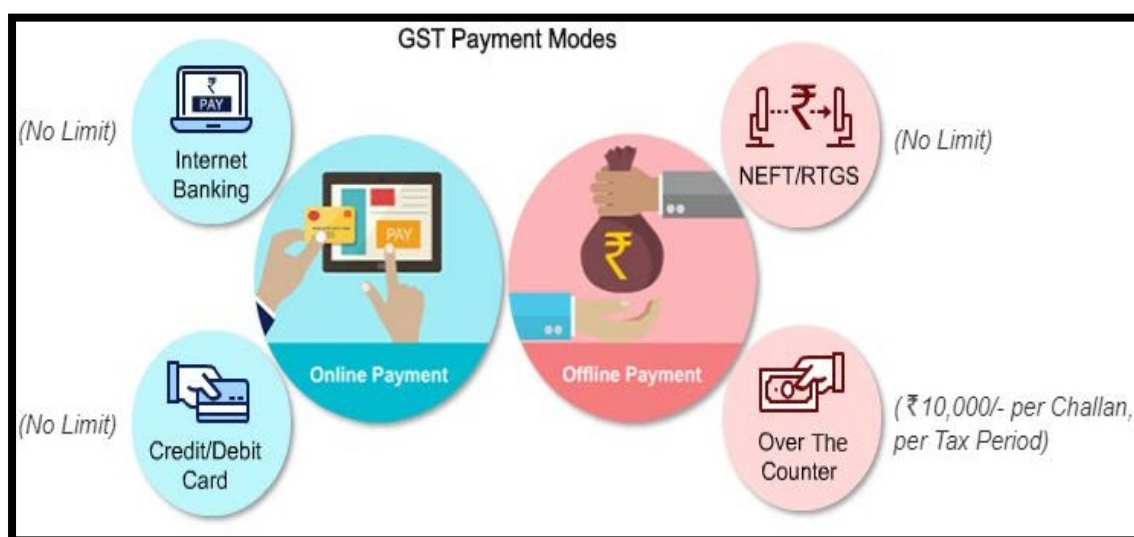 GST Payment Modes
(No Limit)
₹
PAY
Internet
Banking
(No Limit)
Credit/Debit
Card
PAY
Online Payment
₹
Offline Payment
₹
NEFT/RTGS
(No Limit)
Over The
Counter
(₹10,000/- per Challan,
per Tax Period)